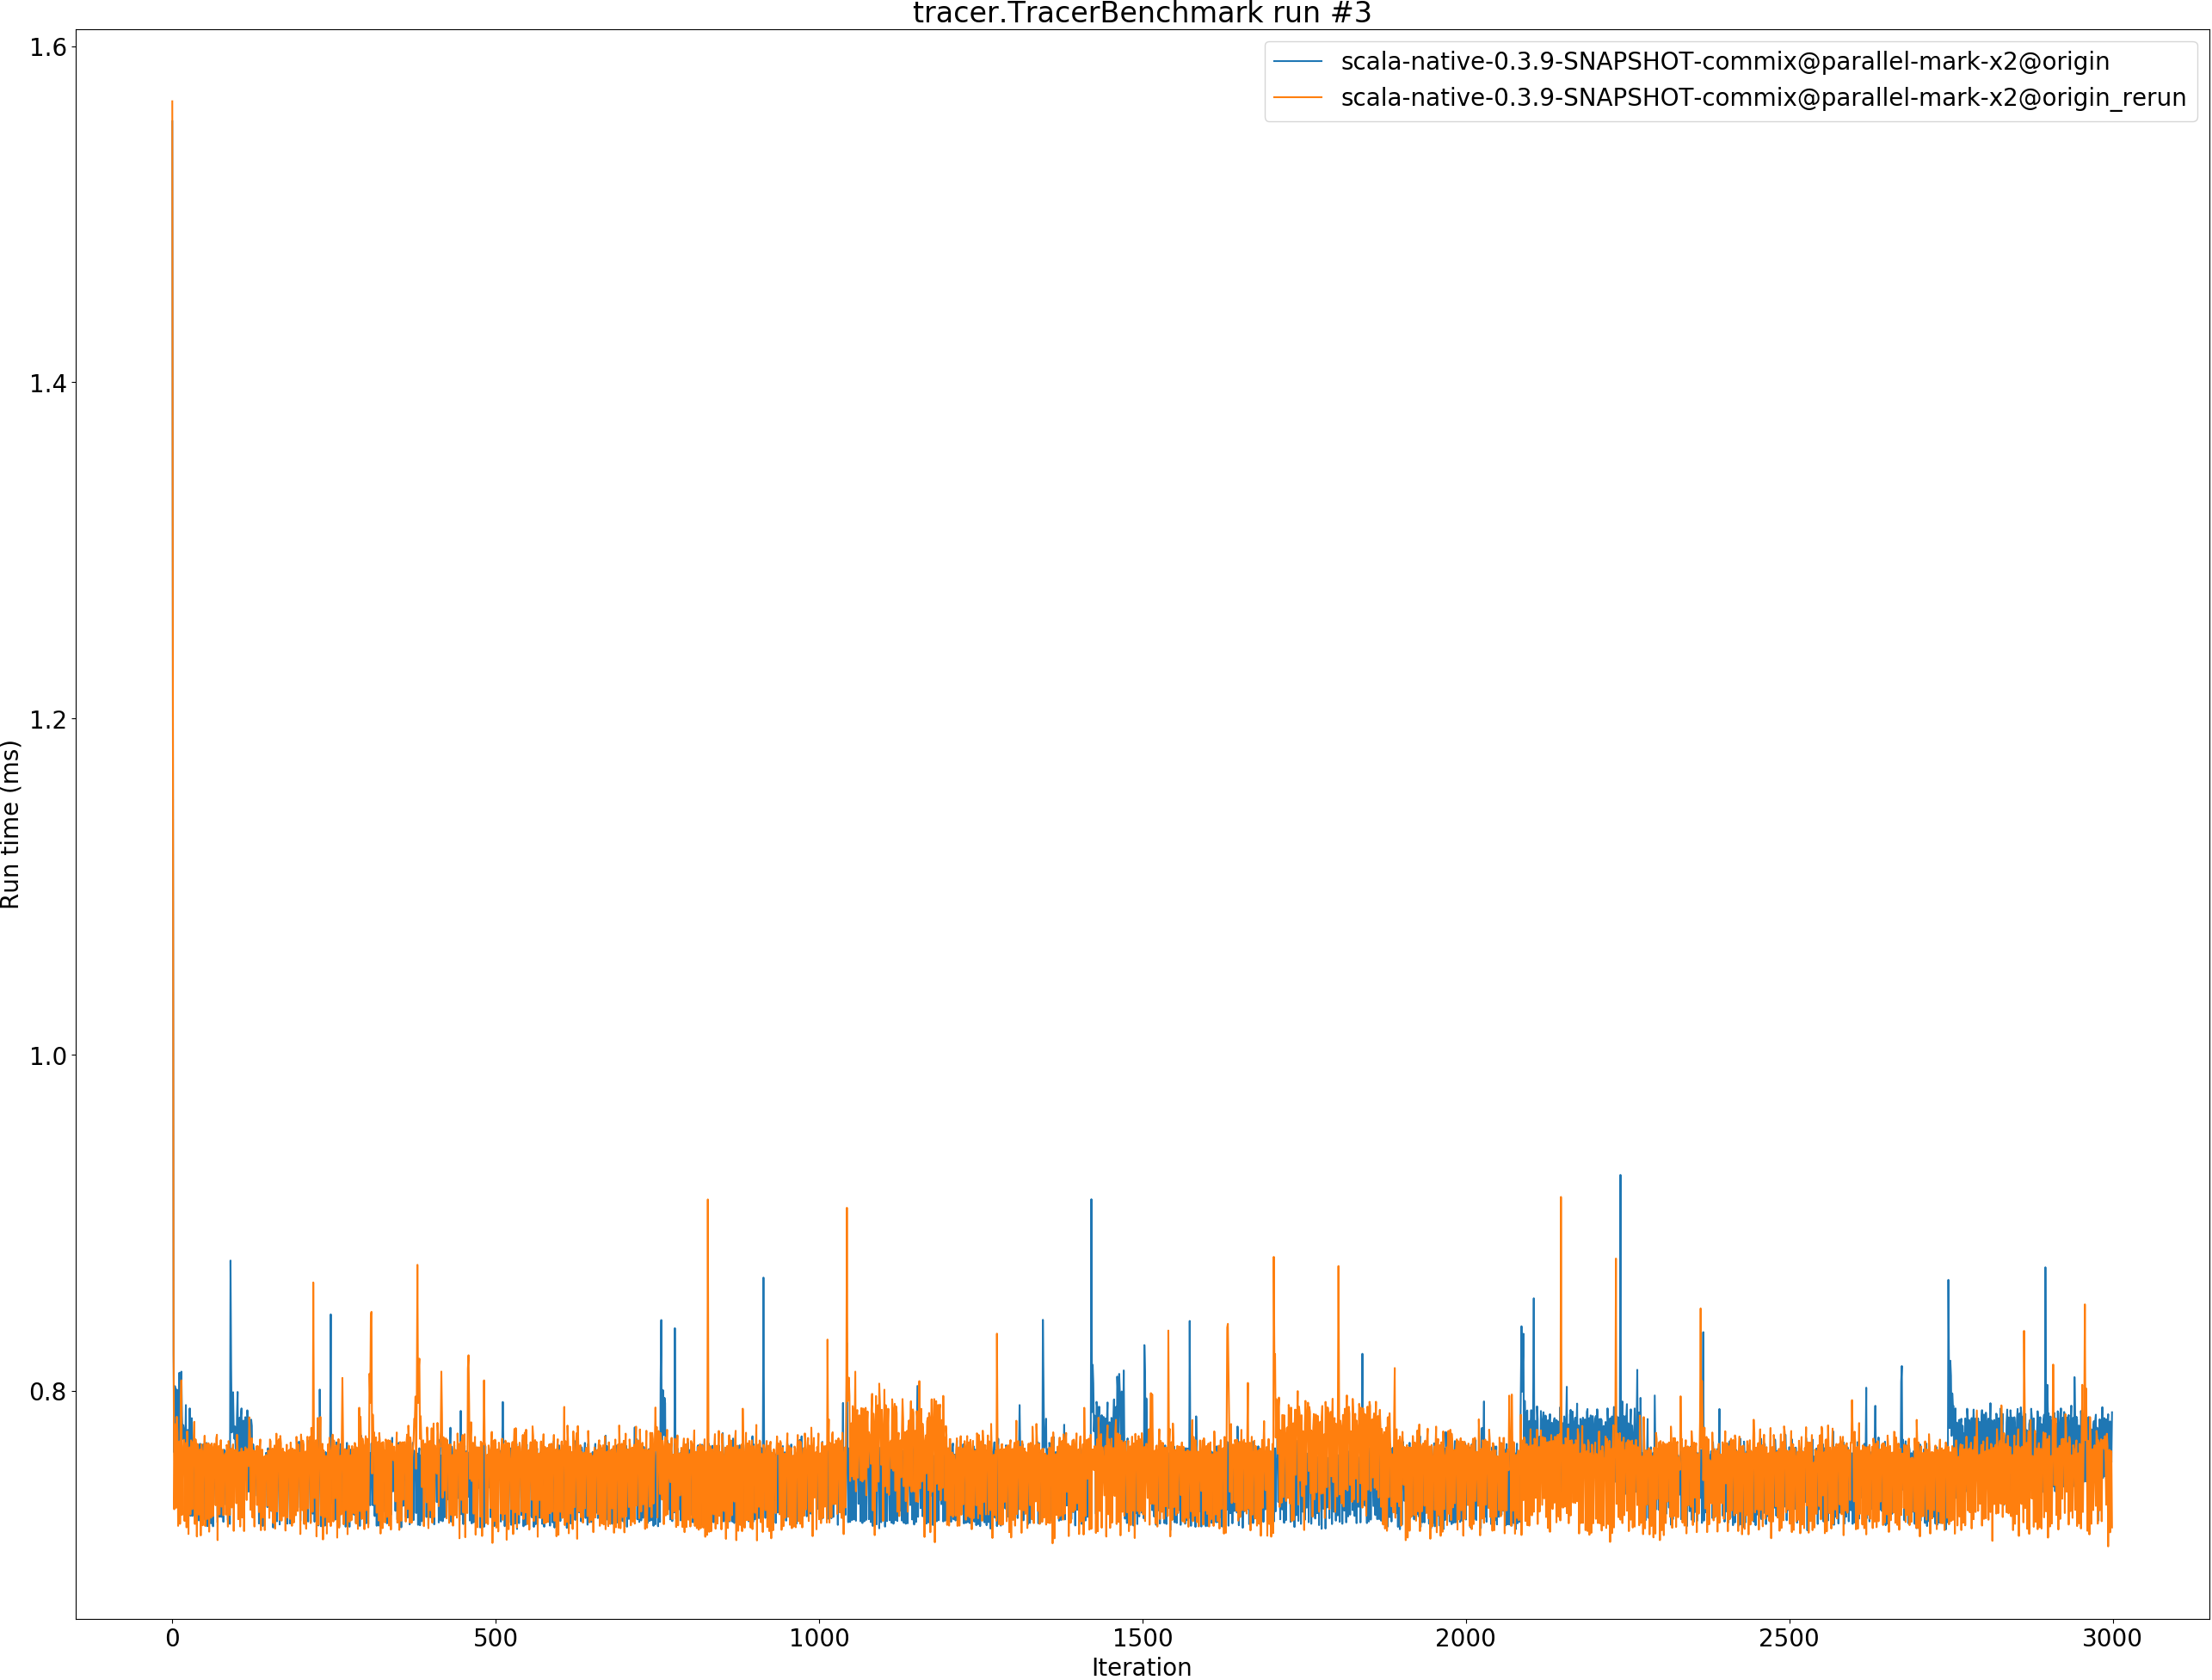 tracer.TracerBenchmark run #3
scala-native-0.3.9-SNAPSHOT-commix@parallel-mark-x2@origin
scala-native-0.3.9-SNAPSHOT-commix@parallel-mark-x2@origin_rerun
Run time (ms)
1.6
1.4
1.2
1.0
0.8
0
500
1000
1500
2000
2500
3000
Iteration